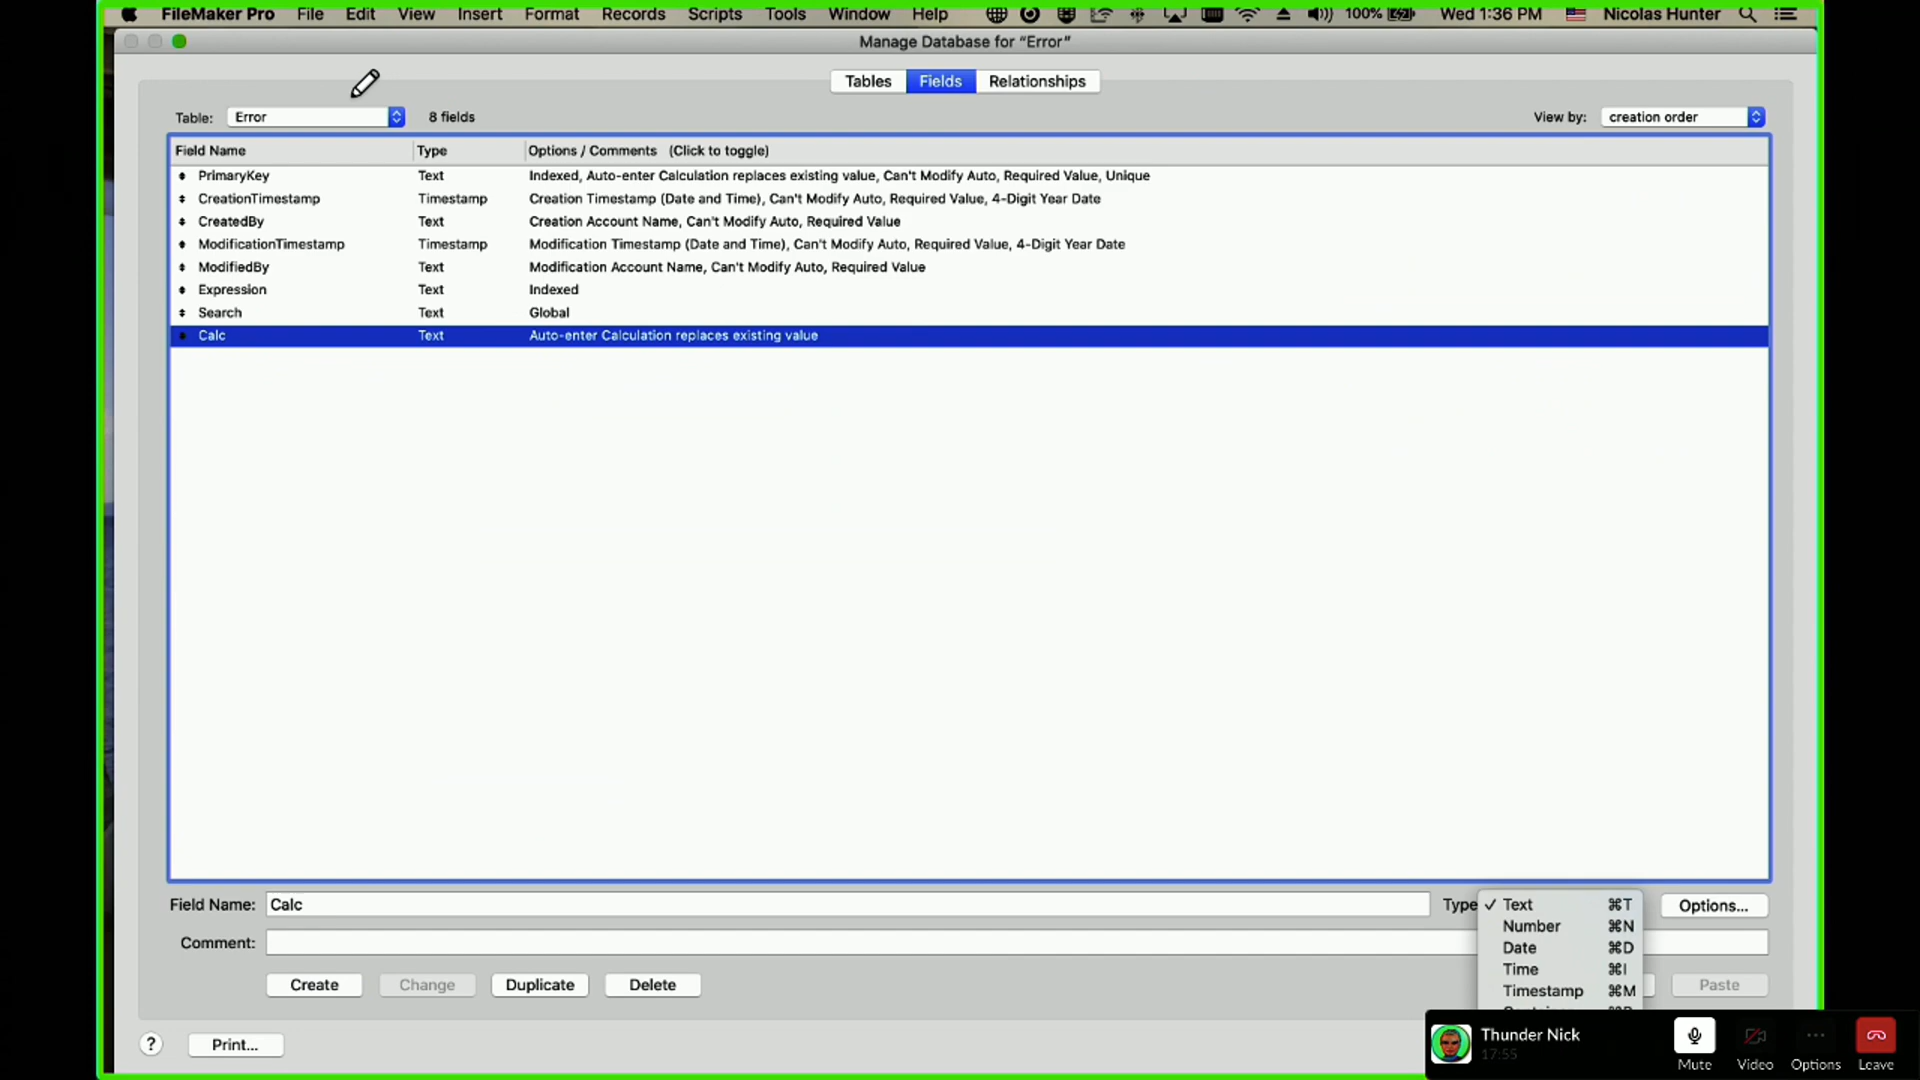 FileMaker Pro File Edit View Insert Format Records Scripts Tools Window Help 100% Wed 1:36 PM Nicolas Hunter
Manage Database for “Error”
Tables Fields Relationships
Table: Error 8 fields View by: creation order
Field Name Type Options / Comments (Click to toggle)
PrimaryKey Text Indexed, Auto-enter Calculation replaces existing value, Can't Modify Auto, Required Value, Unique
CreationTimestamp Timestamp Creation Timestamp (Date and Time), Can't Modify Auto, Required Value, 4-Digit Year Date
CreatedBy Text Creation Account Name, Can't Modify Auto, Required Value
ModificationTimestamp Timestamp Modification Timestamp (Date and Time), Can't Modify Auto, Required Value, 4-Digit Year Date
ModifiedBy Text Modification Account Name, Can't Modify Auto, Required Value
Expression Text Indexed
Search Text Global
Calc Text Auto-enter Calculation replaces existing value
Field Name: Calc Type ✓ Text ⌘T Options...
Number ⌘N
Comment: Date ⌘D
Time ⌘I
Create Change Duplicate Delete Timestamp ⌘M Paste
? Print...
Thunder Nick
17:55
Mute Video Options Leave